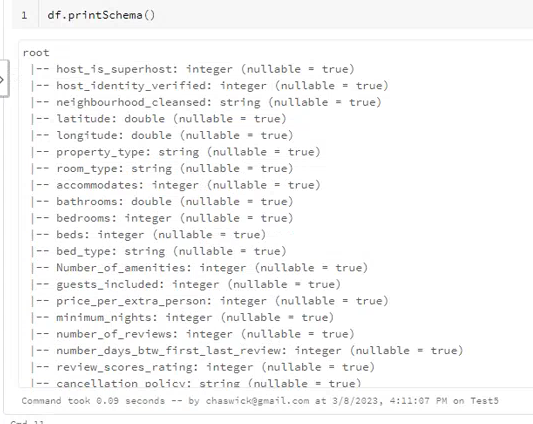 1 df.printSchema()
root
|-- host_is_superhost: integer (nullable = true)
|-- host_identity_verified: integer (nullable = true)
|-- neighbourhood_cleansed: string (nullable = true)
|-- latitude: double (nullable = true)
|-- longitude: double (nullable = true)
|-- property_type: string (nullable = true)
|-- room_type: string (nullable = true)
|-- accommodates: integer (nullable = true)
|-- bathrooms: double (nullable = true)
|-- bedrooms: integer (nullable = true)
|-- beds: integer (nullable = true)
|-- bed_type: string (nullable = true)
|-- Number_of_amenities: integer (nullable = true)
|-- guests_included: integer (nullable = true)
|-- price_per_extra_person: integer (nullable = true)
|-- minimum_nights: integer (nullable = true)
|-- number_of_reviews: integer (nullable = true)
|-- number_days_btw_first_last_review: integer (nullable = true)
|-- review_scores_rating: integer (nullable = true)
|-- cancellation_policy: string (nullable = true)
Command took 0.09 seconds -- by chaswick@gmail.com at 3/8/2023, 4:11:07 PM on Test5
Cmd 11